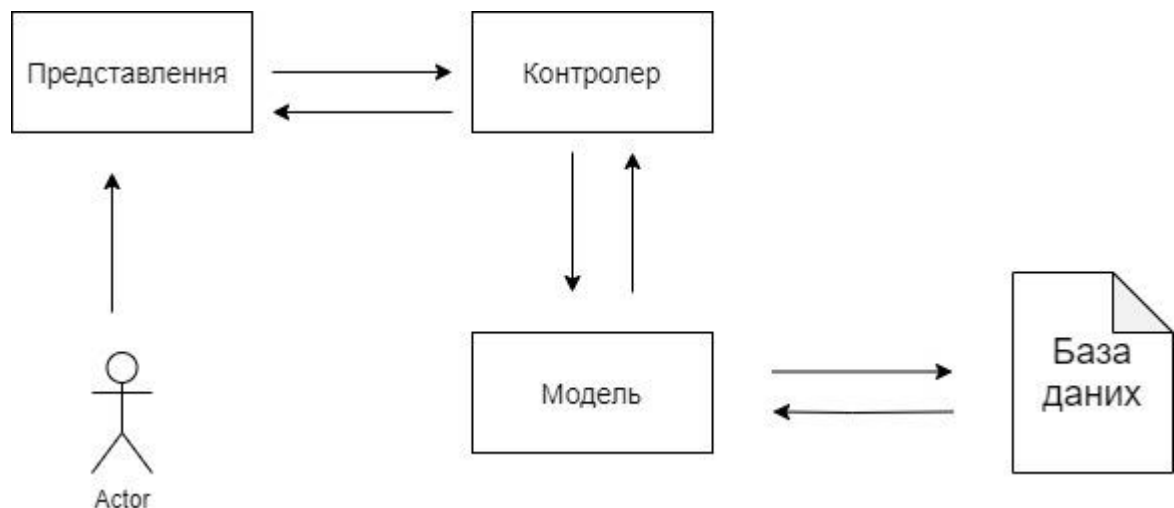 Представлення
Контролер
Модель
База
даних
Actor